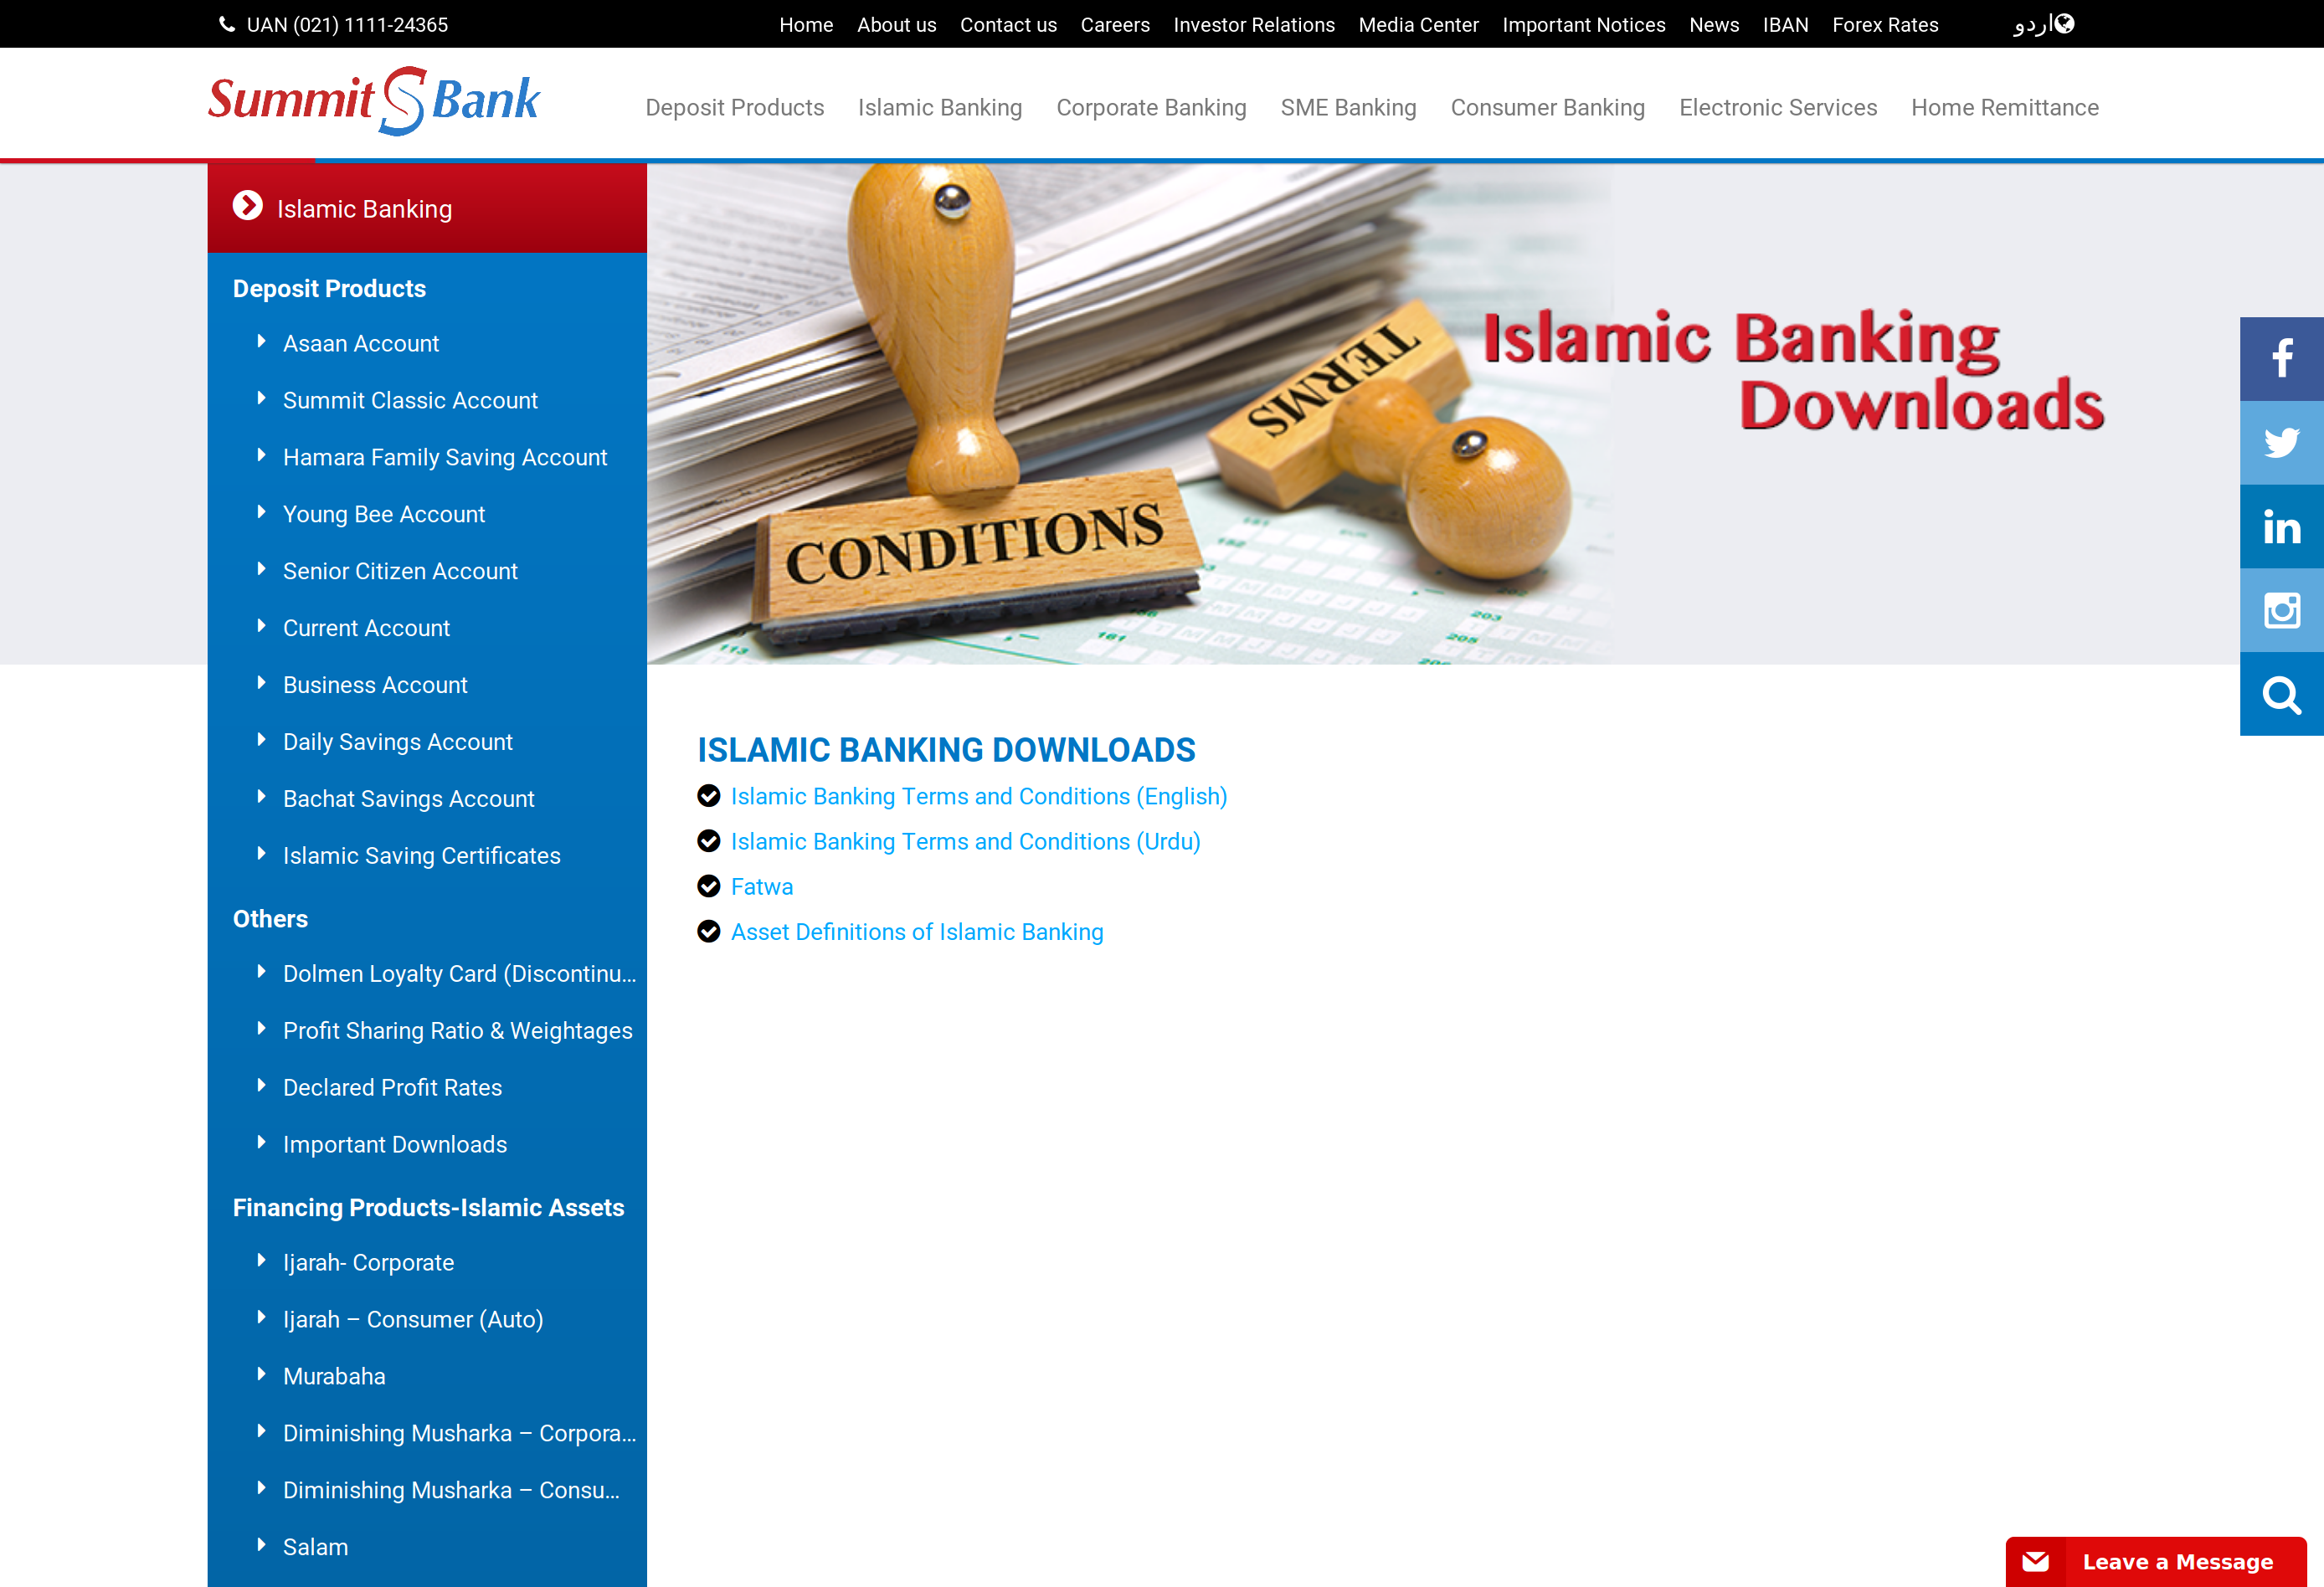 UAN (021) 1111-24365
Home About us Contact us Careers Investor Relations Media Center Important Notices News IBAN Forex Rates اردو
Summit S Bank
Deposit Products Islamic Banking Corporate Banking SME Banking Consumer Banking Electronic Services Home Remittance
Islamic Banking
Deposit Products
Asaan Account
Summit Classic Account
Hamara Family Saving Account
Young Bee Account
Senior Citizen Account
Current Account
Business Account
Daily Savings Account
Bachat Savings Account
Islamic Saving Certificates
Others
Dolmen Loyalty Card (Discontinu...
Profit Sharing Ratio & Weightages
Declared Profit Rates
Important Downloads
Financing Products-Islamic Assets
Ijarah- Corporate
Ijarah – Consumer (Auto)
Murabaha
Diminishing Musharka – Corpora...
Diminishing Musharka – Consu...
Salam
CONDITIONS
TERMS
Islamic Banking
Downloads
ISLAMIC BANKING DOWNLOADS
Islamic Banking Terms and Conditions (English)
Islamic Banking Terms and Conditions (Urdu)
Fatwa
Asset Definitions of Islamic Banking
Leave a Message